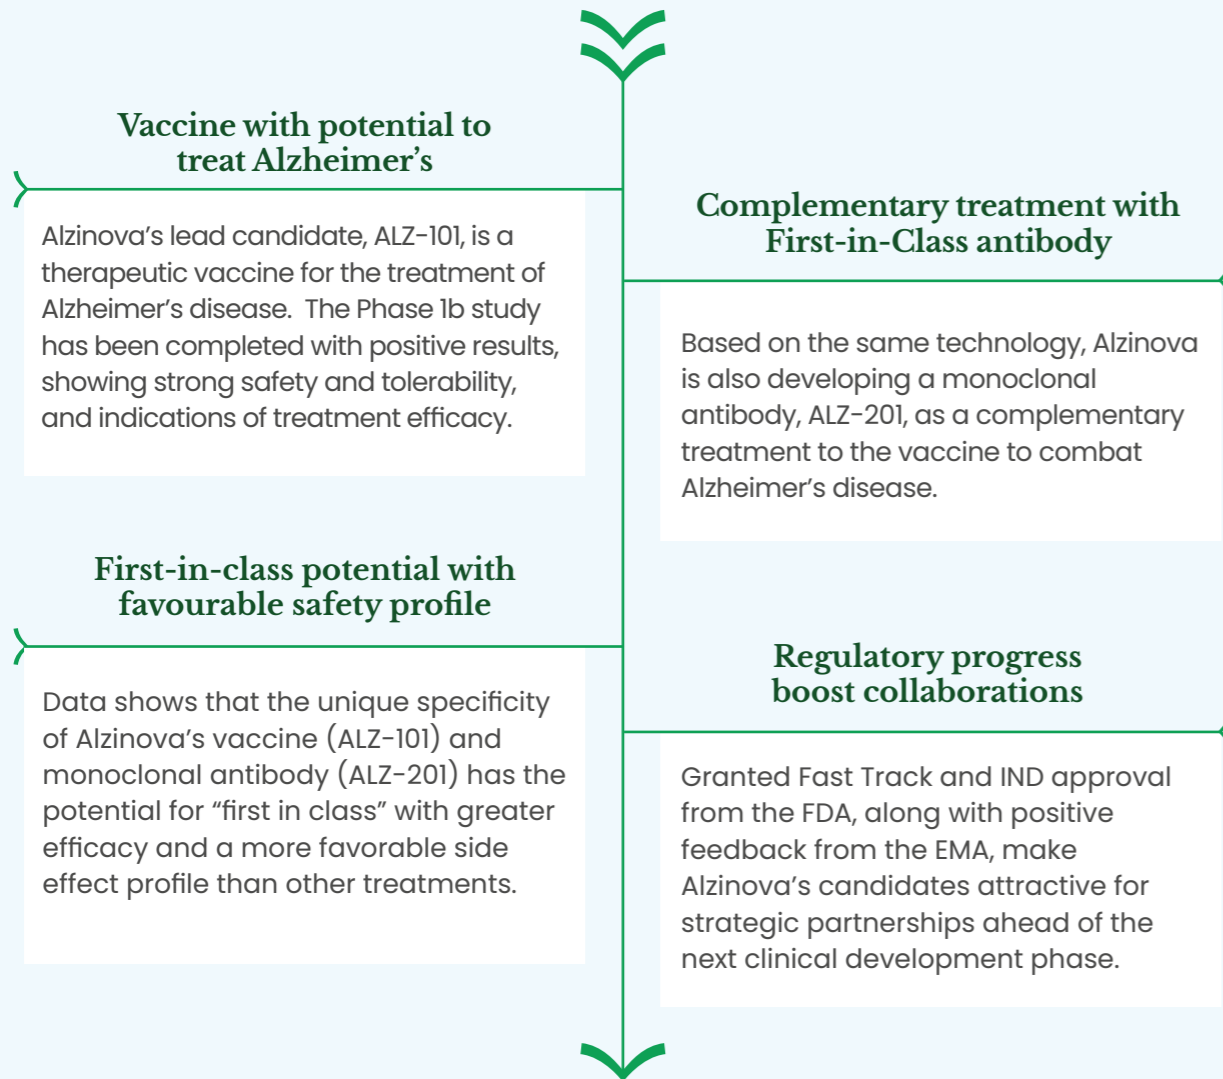 Vaccine with potential to
treat Alzheimer’s
Alzinova’s lead candidate, ALZ-101, is a
therapeutic vaccine for the treatment of
Alzheimer’s disease.  The Phase 1b study
has been completed with positive results,
showing strong safety and tolerability,
and indications of treatment efficacy.
Complementary treatment with
First-in-Class antibody
Based on the same technology, Alzinova
is also developing a monoclonal
antibody, ALZ-201, as a complementary
treatment to the vaccine to combat
Alzheimer’s disease.
First-in-class potential with
favourable safety profile
Data shows that the unique specificity
of Alzinova’s vaccine (ALZ-101) and
monoclonal antibody (ALZ-201) has the
potential for “first in class” with greater
efficacy and a more favorable side
effect profile than other treatments.
Regulatory progress
boost collaborations
Granted Fast Track and IND approval
from the FDA, along with positive
feedback from the EMA, make
Alzinova’s candidates attractive for
strategic partnerships ahead of the
next clinical development phase.